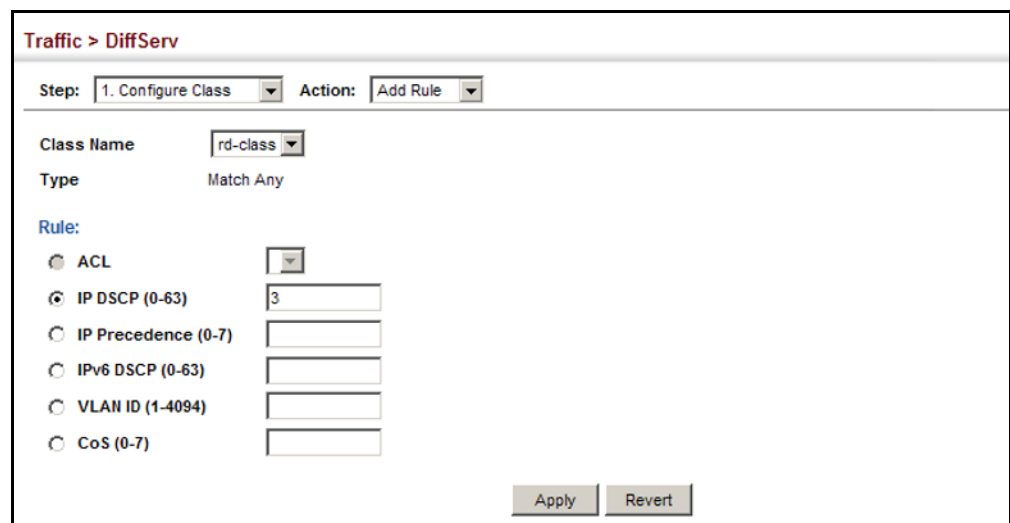 Traffic > DiffServ
Step: 1. Configure Class Action: Add Rule
Class Name rd-class
Type Match Any
Rule:
ACL
IP DSCP (0-63) 3
IP Precedence (0-7)
IPv6 DSCP (0-63)
VLAN ID (1-4094)
CoS (0-7)
Apply Revert